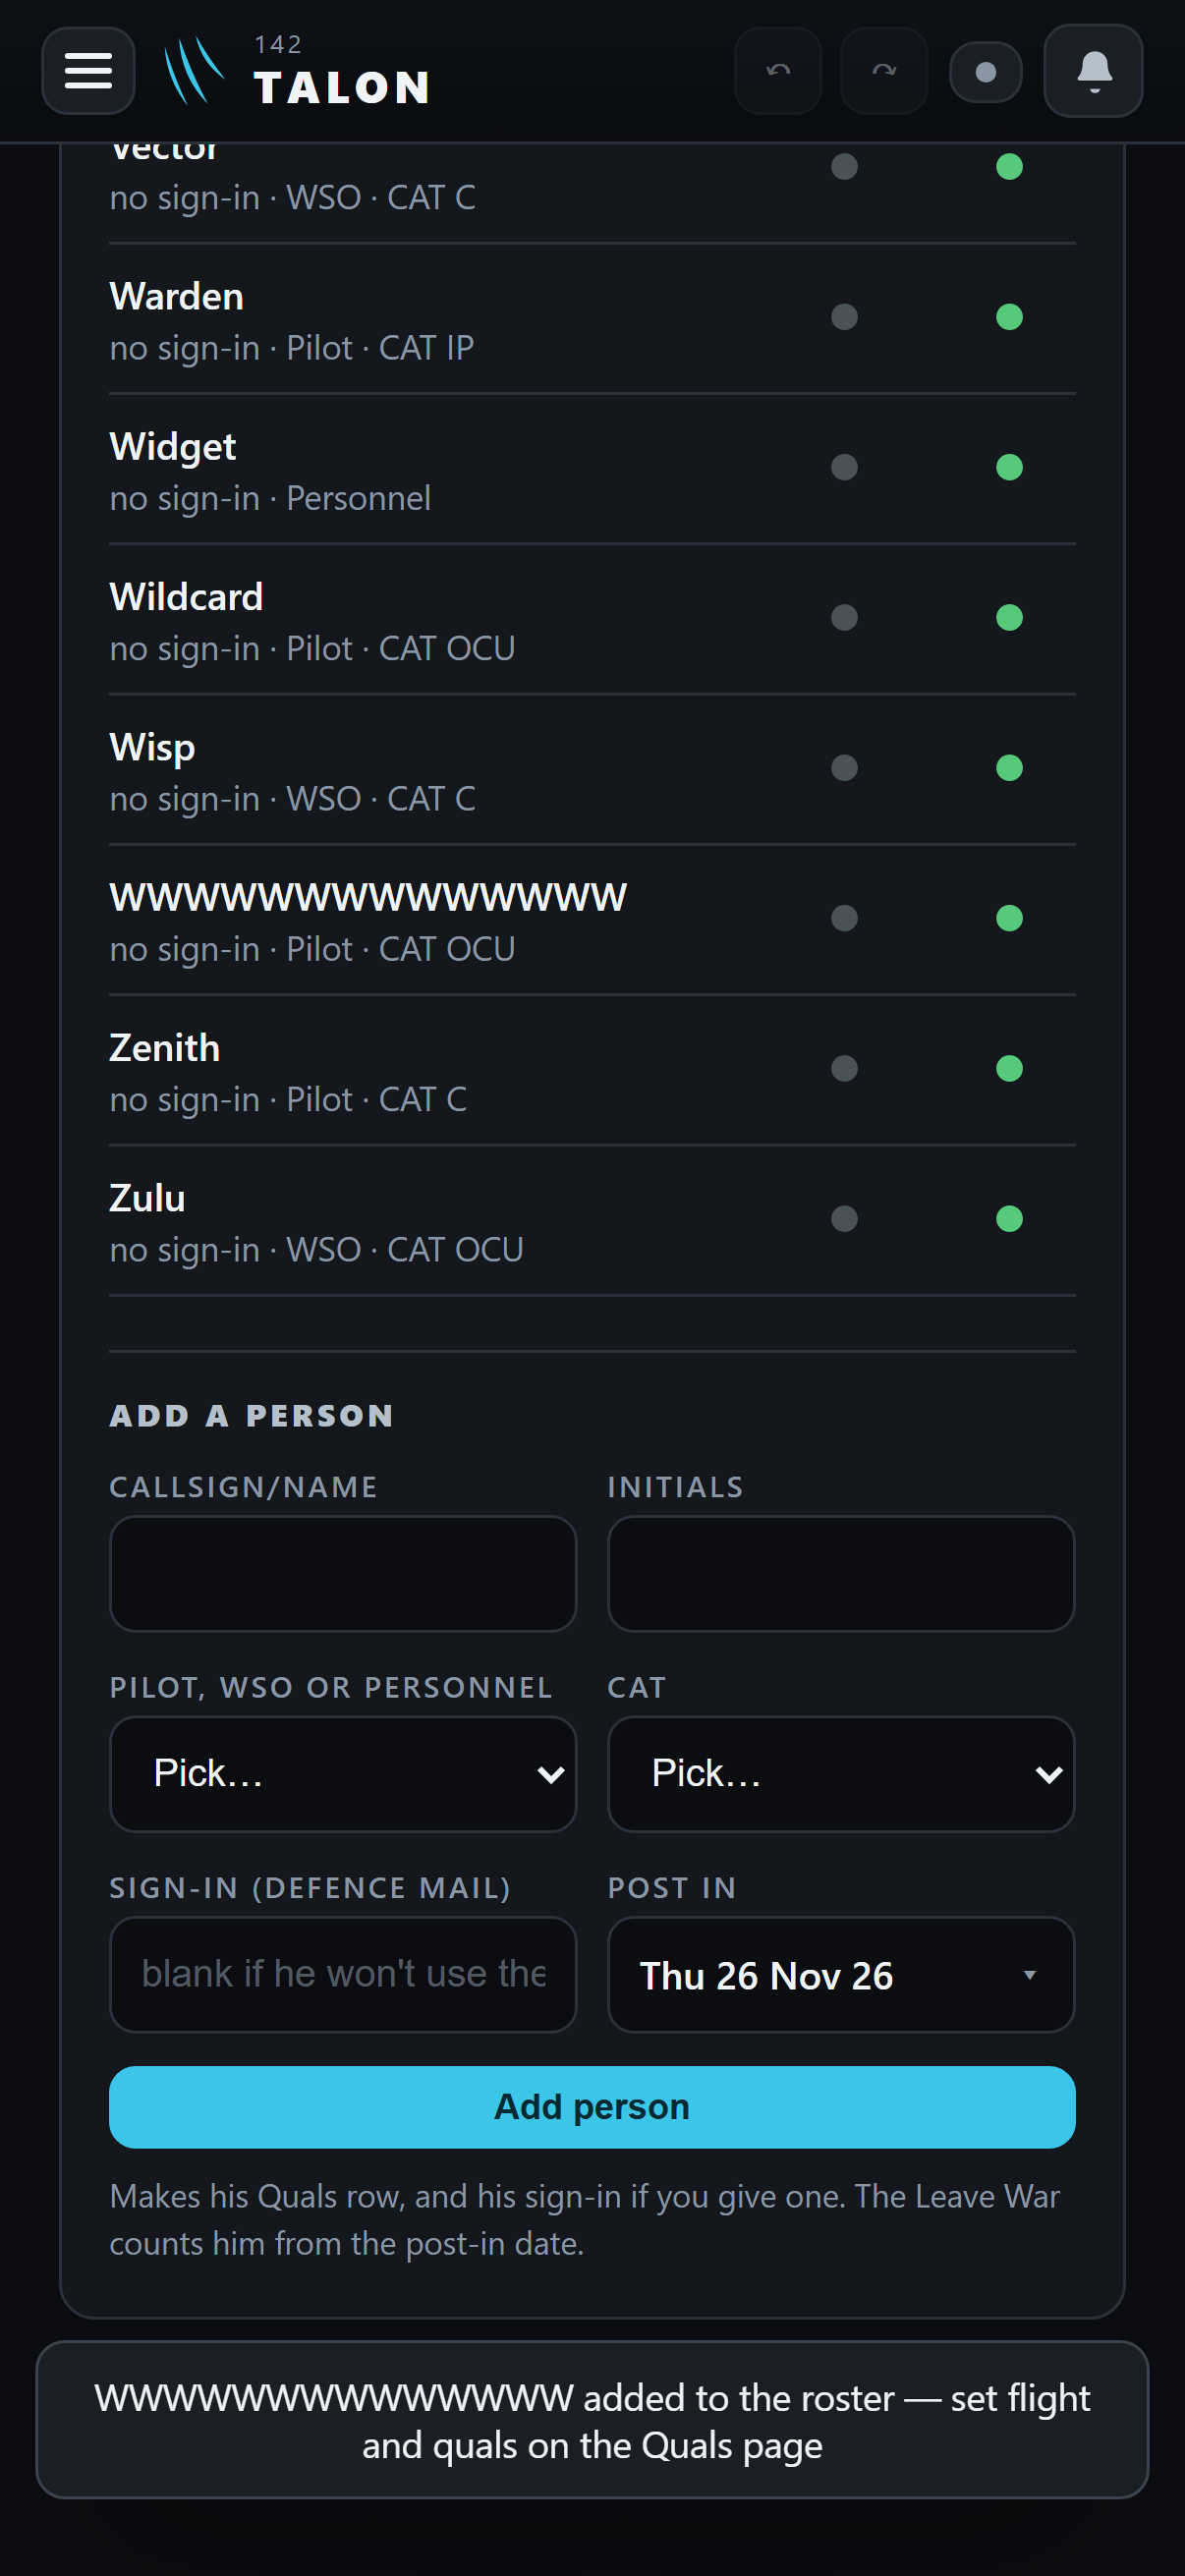 142
TALON
Vector
no sign-in · WSO · CAT C
Warden
no sign-in · Pilot · CAT IP
Widget
no sign-in · Personnel
Wildcard
no sign-in · Pilot · CAT OCU
Wisp
no sign-in · WSO · CAT C
WWWWWWWWWWWWWW
no sign-in · Pilot · CAT OCU
Zenith
no sign-in · Pilot · CAT C
Zulu
no sign-in · WSO · CAT OCU
ADD A PERSON
CALLSIGN/NAME INITIALS
PILOT, WSO OR PERSONNEL CAT
Pick... Pick...
SIGN-IN (DEFENCE MAIL) POST IN
blank if he won't use the Thu 26 Nov 26
Add person
Makes his Quals row, and his sign-in if you give one. The Leave War
counts him from the post-in date.
WWWWWWWWWWWWWW added to the roster — set flight
and quals on the Quals page